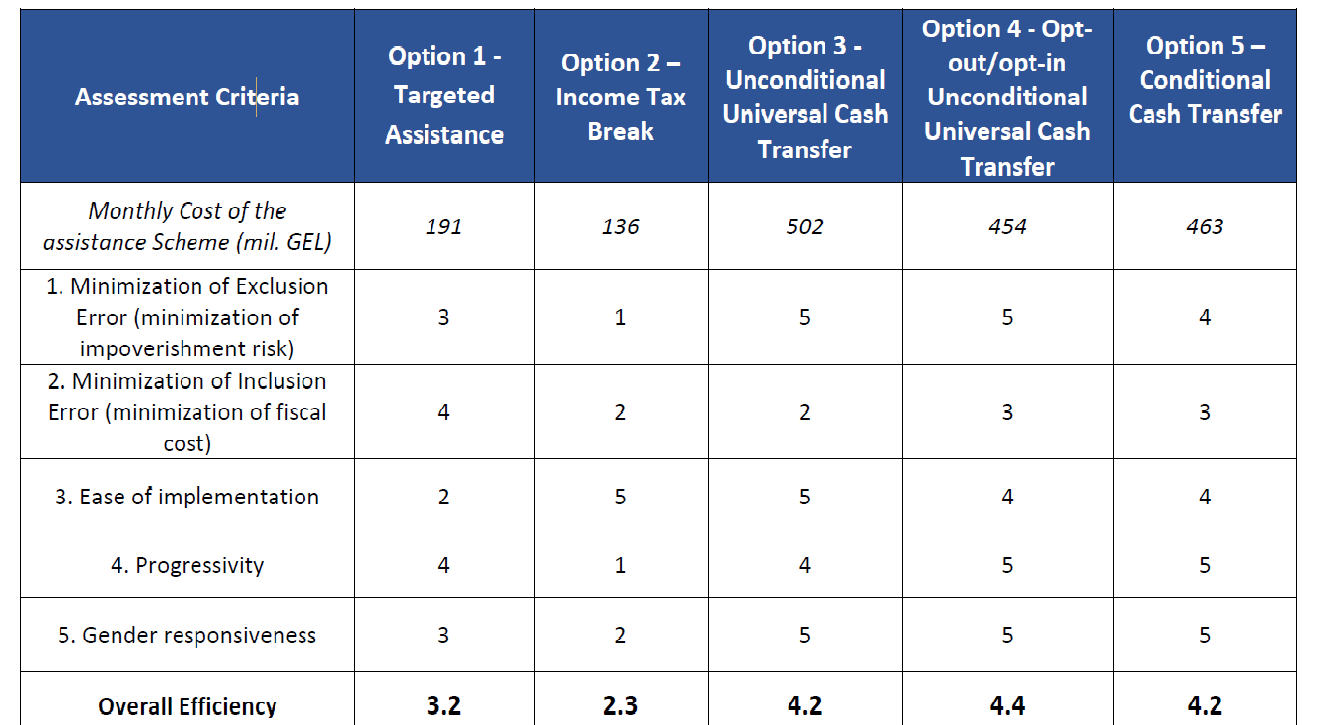 Assessment Criteria
Option 1 -
Targeted
Assistance
Option 2 –
Income Tax
Break
Option 3 -
Unconditional
Universal Cash
Transfer
Option 4 - Opt-
out/opt-in
Unconditional
Universal Cash
Transfer
Option 5 –
Conditional
Cash Transfer
Monthly Cost of the
assistance Scheme (mil. GEL)
191
136
502
454
463
1. Minimization of Exclusion
Error (minimization of
impoverishment risk)
3
1
5
5
4
2. Minimization of Inclusion
Error (minimization of fiscal
cost)
4
2
2
3
3
3. Ease of implementation
2
5
5
4
4
4. Progressivity
4
1
4
5
5
5. Gender responsiveness
3
2
5
5
5
Overall Efficiency
3.2
2.3
4.2
4.4
4.2